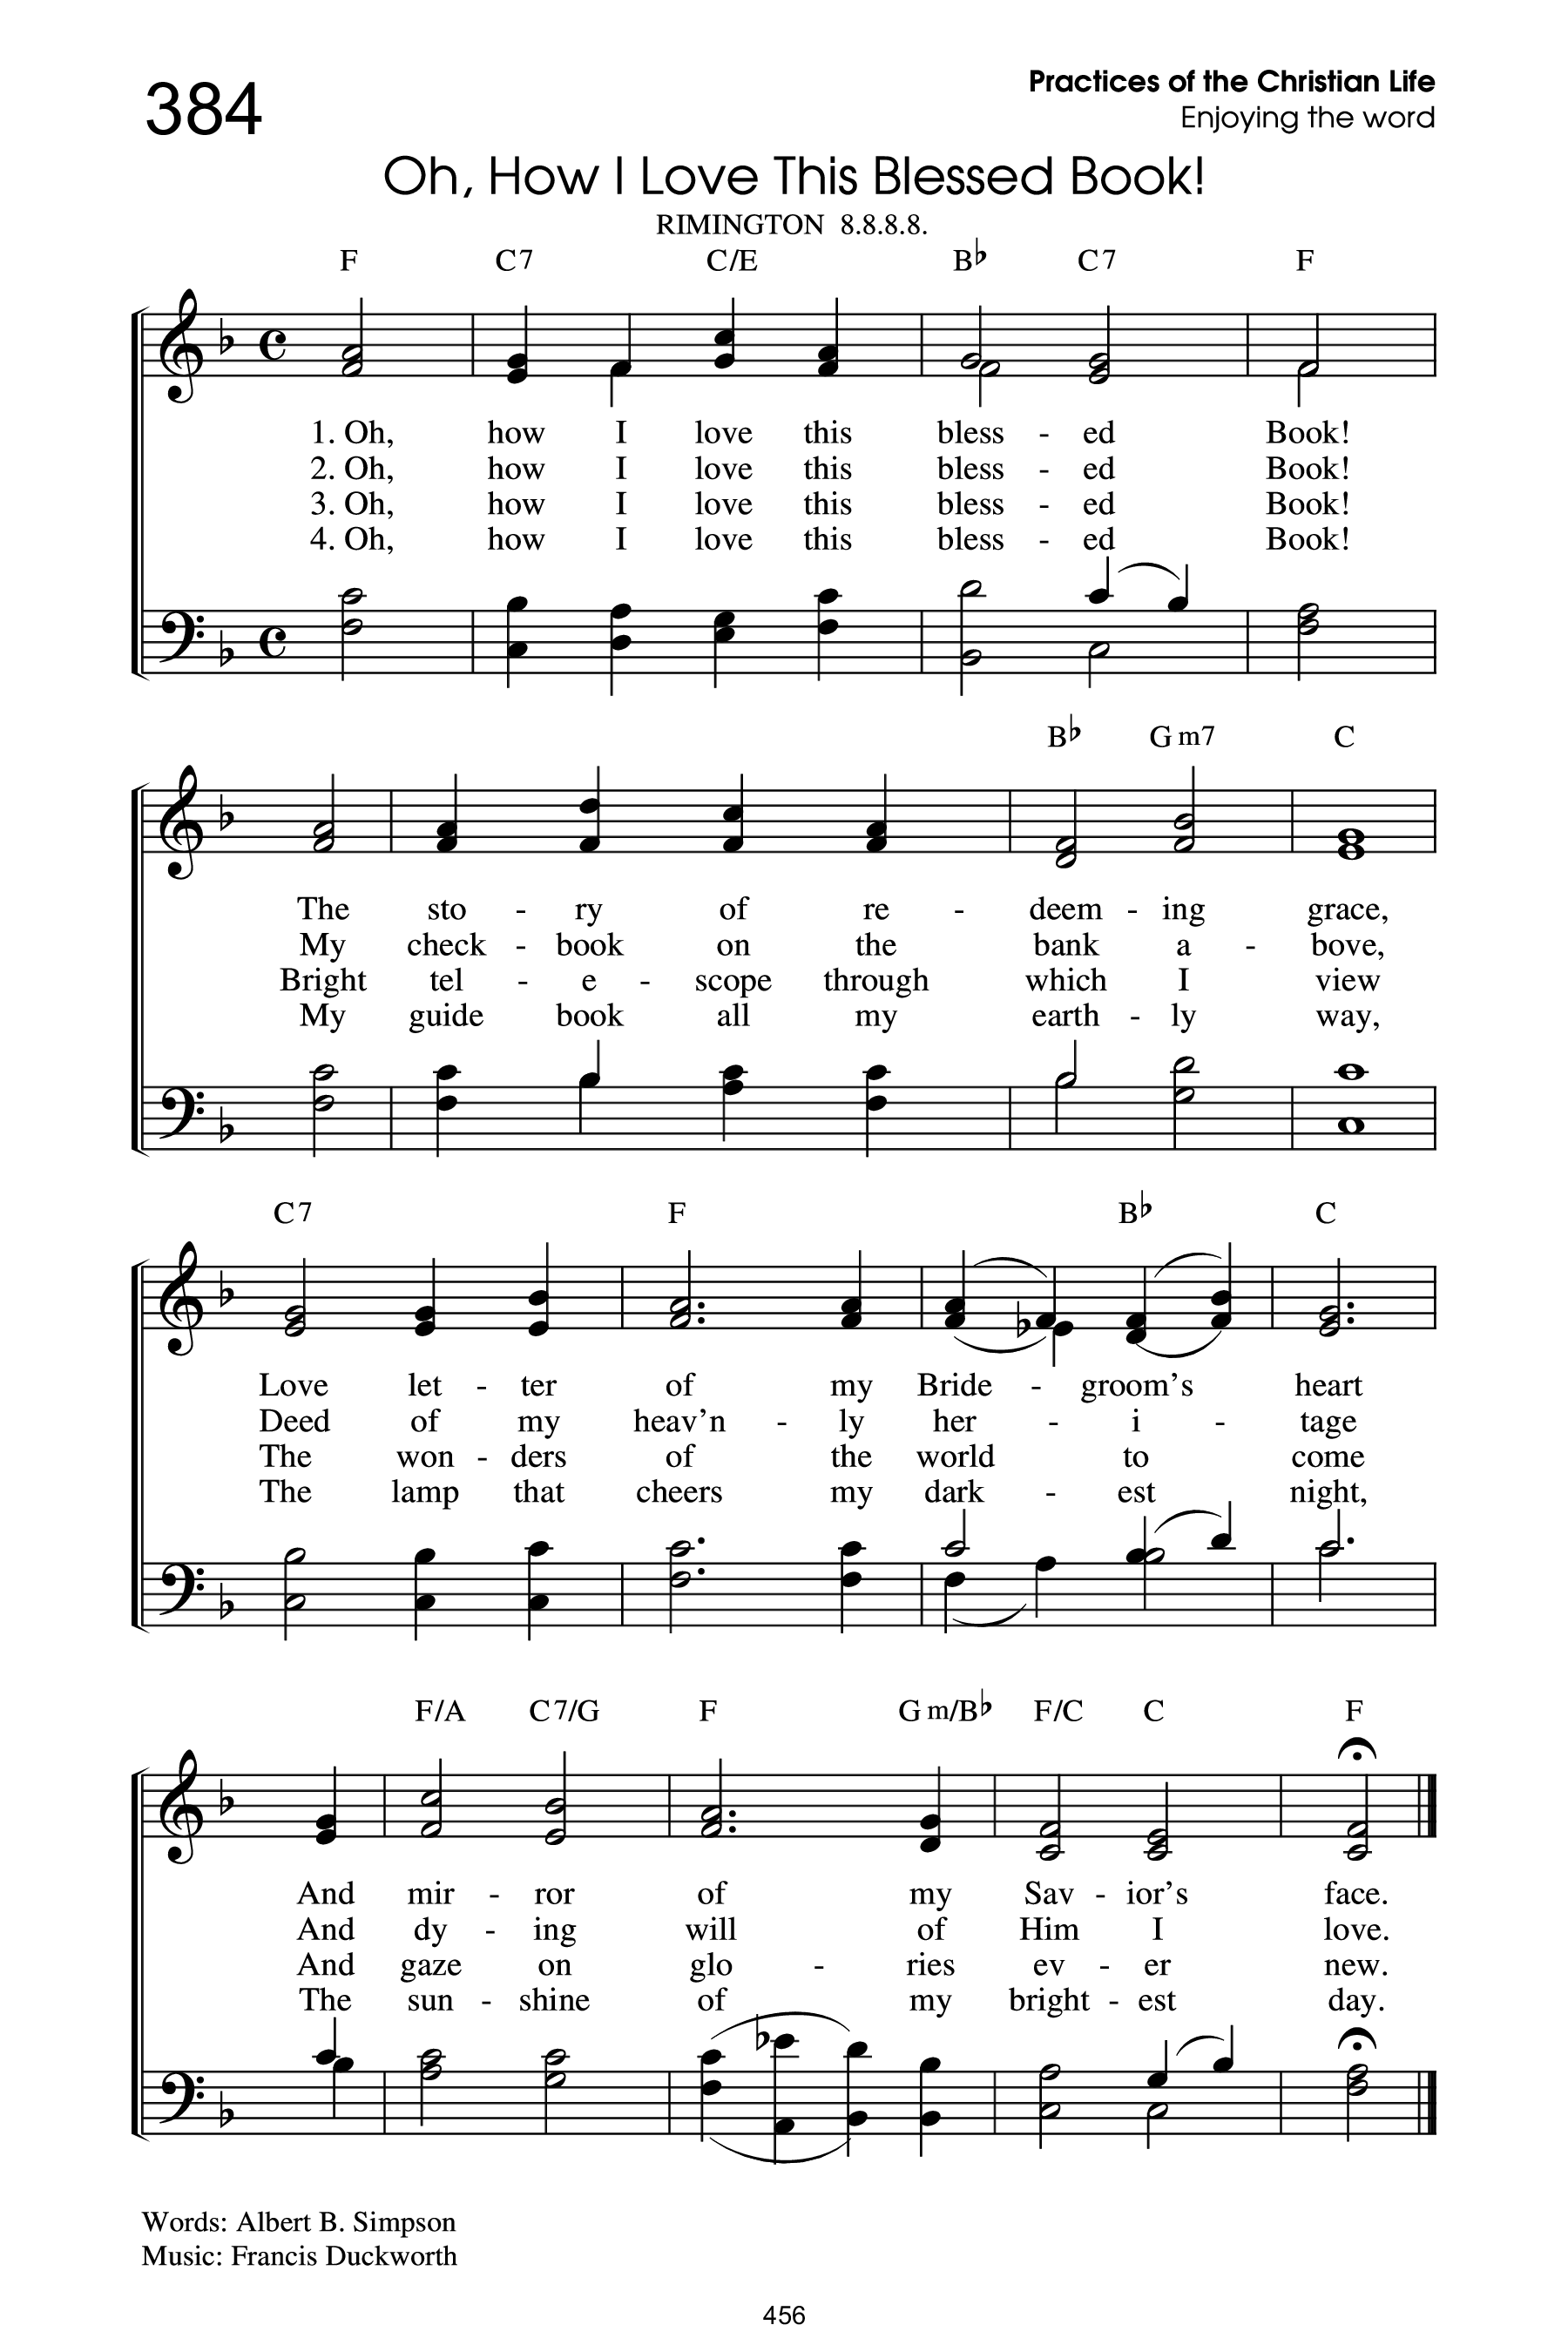 384
Practices of the Christian Life
Enjoying the word
Oh, How I Love This Blessed Book!
RIMINGTON 8.8.8.8.
F C7 C/E B♭ C7 F
1. Oh, how I love this bless - ed Book!
2. Oh, how I love this bless - ed Book!
3. Oh, how I love this bless - ed Book!
4. Oh, how I love this bless - ed Book!
B♭ Gm7 C
The sto - ry of re - deem - ing grace,
My check - book on the bank a - bove,
Bright tel - e - scope through which I view
My guide book all my earth - ly way,
C7 F B♭ C
Love let - ter of my Bride - groom's heart
Deed of my heav'n - ly her - i - tage
The won - ders of the world to come
The lamp that cheers my dark - est night,
F/A C7/G F Gm/B♭ F/C C F
And mir - ror of my Sav - ior's face.
And dy - ing will of Him I love.
And gaze on glo - ries ev - er new.
The sun - shine of my bright - est day.
Words: Albert B. Simpson
Music: Francis Duckworth
456